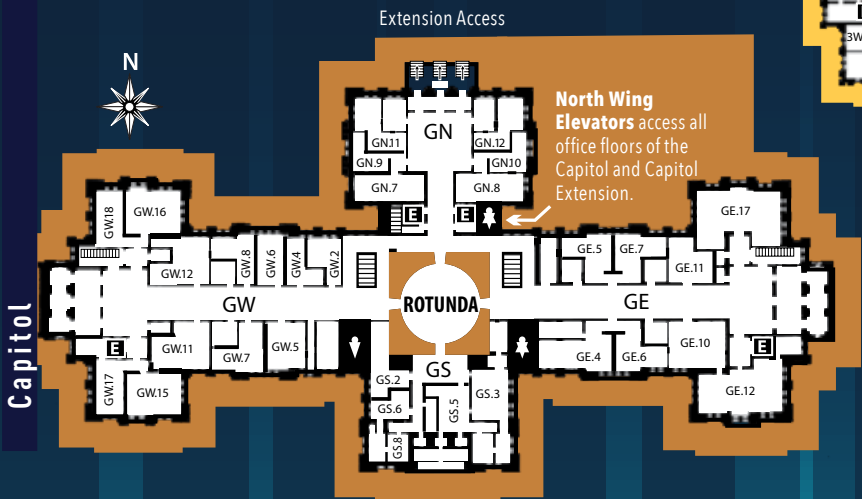 Extension Access
3W
N
North Wing
Elevators access all
office floors of the
Capitol and Capitol
Extension.
GN
GN.11
GN.12
GN.9
GN10
GN.7
GN.8
E
E
GW.18
GW.16
GE.17
GW.12
GW.8
GW.6
GW.4
GW.2
GE.5
GE.7
GE.11
GW
ROTUNDA
GE
Capitol
E
GW.11
GW.7
GW.5
GS
GE.4
GE.6
GE.10
E
GW.17
GW.15
GS.2
GS.6
GS.8
GS.5
GS.3
GE.12